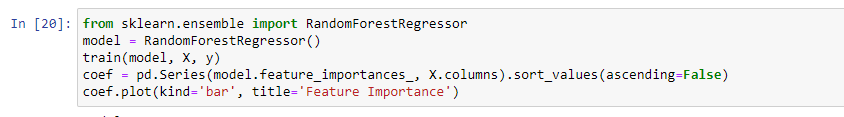 In [20]: from sklearn.ensemble import RandomForestRegressor
model = RandomForestRegressor()
train(model, X, y)
coef = pd.Series(model.feature_importances_, X.columns).sort_values(ascending=False)
coef.plot(kind='bar', title='Feature Importance')